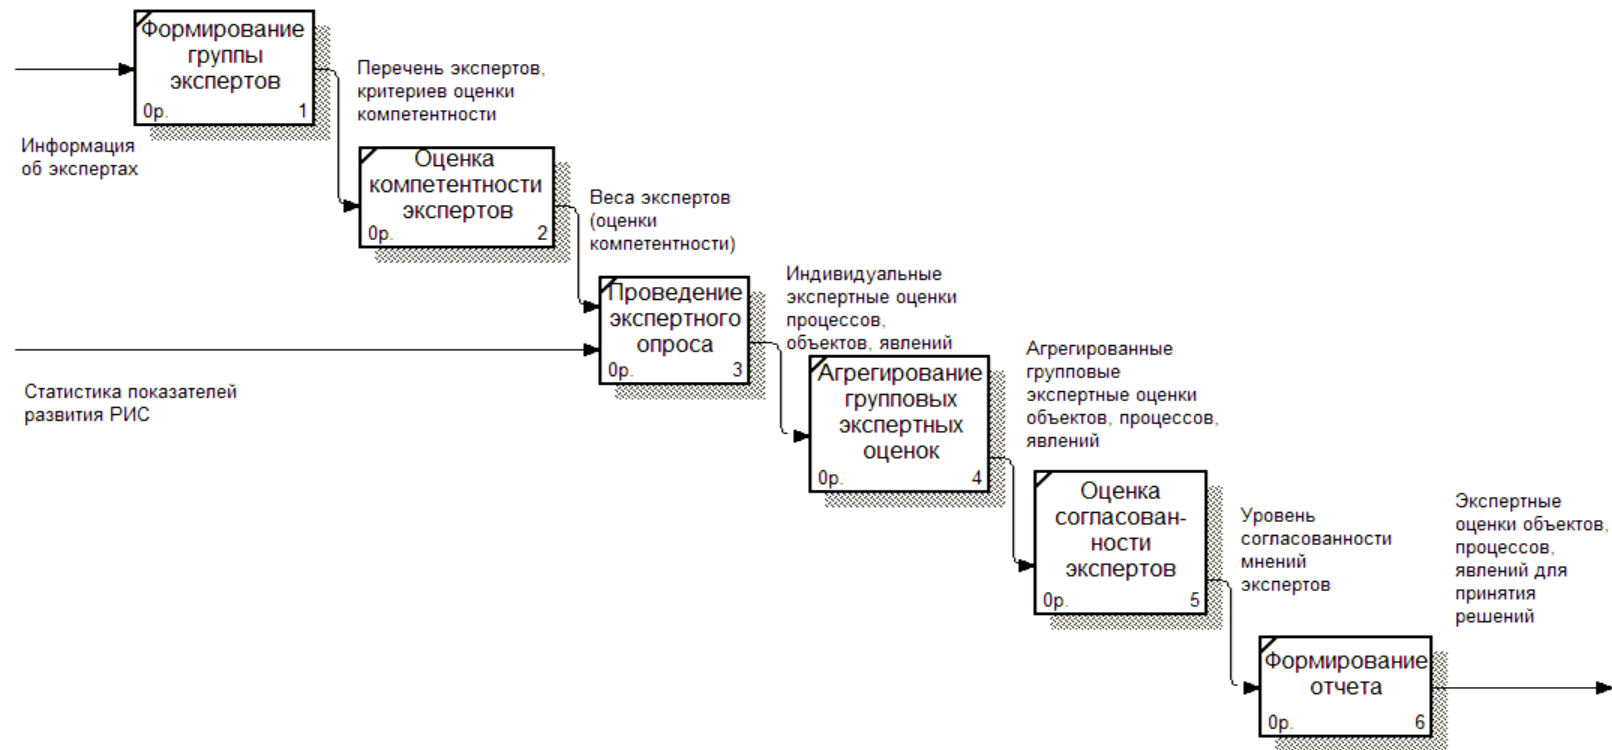 Формирование
группы
экспертов
0р. 1
Информация
об экспертах
Перечень экспертов,
критериев оценки
компетентности
Оценка
компетентности
экспертов
0р. 2
Веса экспертов
(оценки
компетентности)
Проведение
экспертного
опроса
0р. 3
Статистика показателей
развития РИС
Индивидуальные
экспертные оценки
процессов,
объектов, явлений
Агрегирование
групповых
экспертных
оценок
0р. 4
Агрегированные
групповые
экспертные оценки
объектов, процессов,
явлений
Оценка
согласован-
ности
экспертов
0р. 5
Уровень
согласованности
мнений
экспертов
Формирование
отчета
0р. 6
Экспертные
оценки объектов,
процессов,
явлений для
принятия
решений